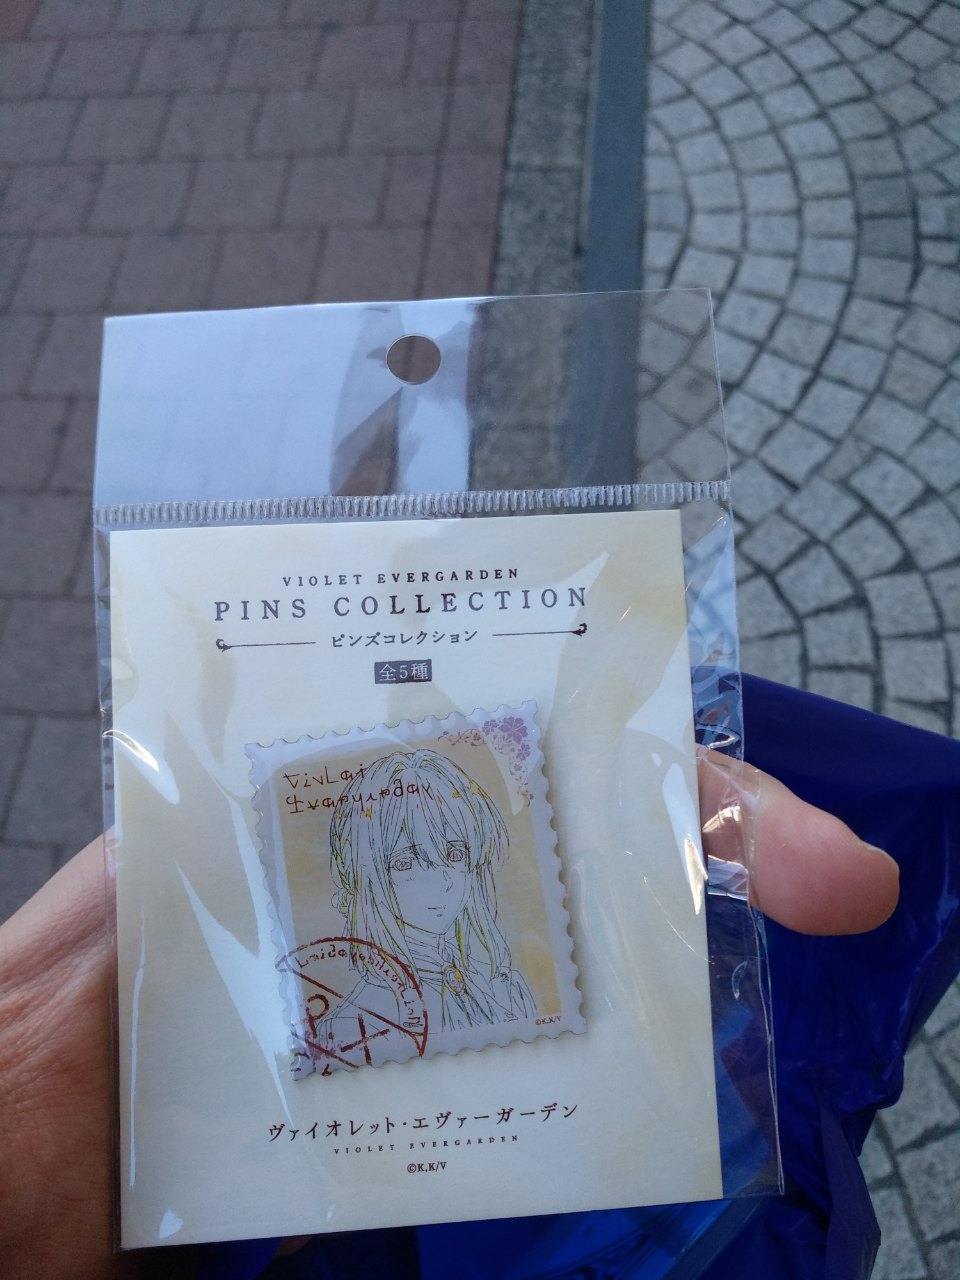 VIOLET EVERGARDEN
PINS COLLECTION
ピンズコレクション
全5種
©K.K/V
ヴァイオレット・エヴァーガーデン
VIOLET EVERGARDEN
©K.K/V